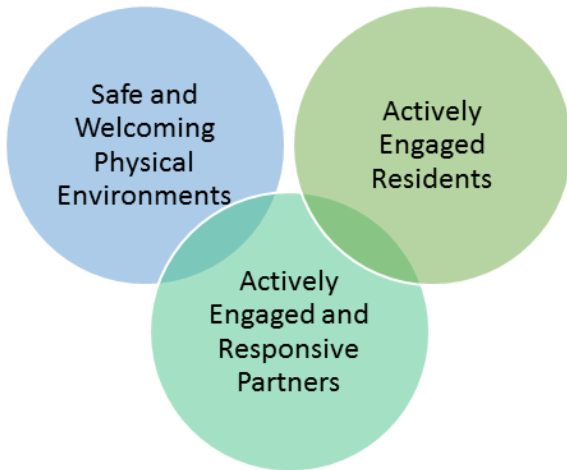 Safe and
Welcoming
Physical
Environments
Actively
Engaged
Residents
Actively
Engaged and
Responsive
Partners